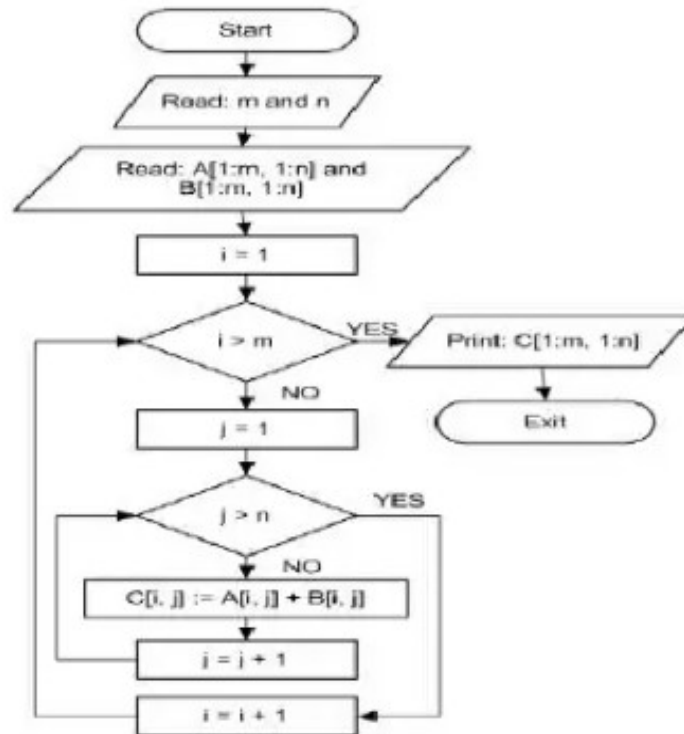 Start
Read: m and n
Read: A[1:m, 1:n] and
B[1:m, 1:n]
i = 1
i > m
YES
Print: C[1:m, 1:n]
NO
Exit
j = 1
j > n
YES
NO
C[i, j] := A[i, j] + B[i, j]
j = j + 1
i = i + 1